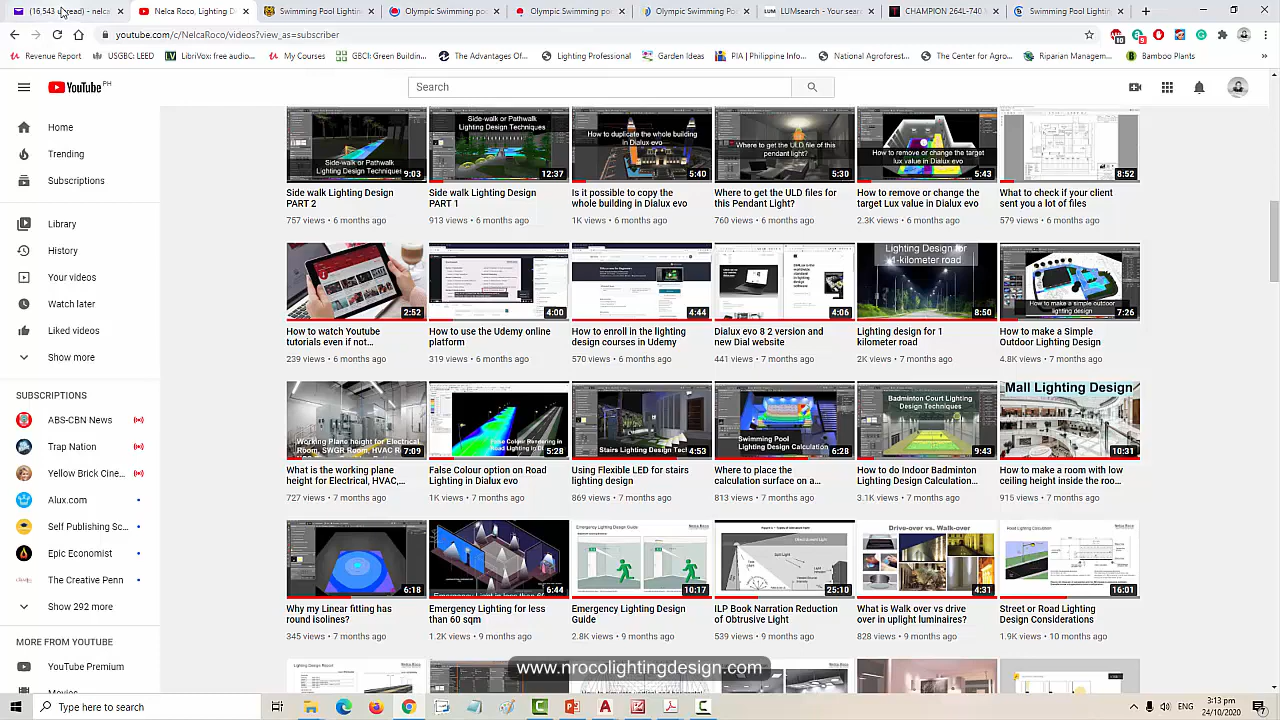 (16,543 unread) - nelcr
Nelca Roco, Lighting D
Swimming Pool Lighting
Olympic swimming po
Olympic Swimming po
Olympic Swimming Po
LUMsearch - Your
CHAMPION 264L-740
Swimming Pool Lighting
youtube.com/c/NelcaRoco/videos?view_as=subscriber
Revenue Report
USGBC: LEED
LibriVox: free audio...
My Courses
GBCI: Green Building...
The Advantages Of...
Lighting Professional
Garden Ideas
PIA | Philippine Info...
National Agroforest...
The Center for Agro...
Riparian Managem...
Bamboo Plants
YouTube PH
Search
Home
Trending
Subscriptions
Library
History
Your videos
Watch later
Liked videos
Show more
TransNation
Yellow Brick Cine...
Alux.com
Self Publishing Sc...
Epic Economist
The Creative Penn
Show 202 more
MORE FROM YOUTUBE
YouTube Premium
Side-walk or Pathwalk
Lighting Design Techniques
9:03
Side walk Lighting Design
PART 2
757 views • 6 months ago
Side-walk or Pathwalk
Lighting Design Techniques
12:37
Side walk Lighting Design
PART 1
913 views • 6 months ago
How to duplicate the whole building
in Dialux evo
5:40
Is it possible to copy the
whole building in Dialux evo
1K views • 6 months ago
Where to get the ULD file of this
pendant light?
3:30
Where to get the ULD files for
this Pendant Light?
760 views • 6 months ago
How to remove or change the target
Lux value in Dialux evo
5:43
How to remove or change the
target Lux value in Dialux evo
2.3K views • 6 months ago
8:52
What to check if your client
sent you a lot of files
579 views • 6 months ago
2:52
How to watch YouTube
tutorials even if not...
239 views • 6 months ago
4:00
How to use the Udemy online
platform
319 views • 6 months ago
4:44
How to enroll in the lighting
design courses in Udemy
570 views • 6 months ago
4:06
Dialux evo 8 2 version and
new Dial website
441 views • 7 months ago
Lighting Design for
1-kilometer road
8:50
Lighting design for 1
kilometer road
2K views • 7 months ago
How to make a simple outdoor
lighting design
7:26
How to make a simple
Outdoor Lighting Design
4.8K views • 7 months ago
Working Plane height for Electrical
Room, SWGR Room, HVAC R
7:09
What is the working plane
height for Electrical, HVAC,...
727 views • 7 months ago
False Colour Rendering in
Road Lighting in D
5:28
False Colour option on Road
Lighting in Dialux evo
1K views • 7 months ago
Stairs Lighting Design Tecl
4:53
Using Flexible LED for stairs
lighting design
869 views • 7 months ago
Swimming Pool
Lighting Design Calculation
6:28
Where to place the
calculation surface on a...
813 views • 7 months ago
Badminton Court Lighting
Design Techniques
9:43
How to do Indoor Badminton
Lighting Design Calculation...
3.1K views • 7 months ago
Mall Lighting Design
10:31
How to make a room with low
ceiling height inside the roo...
915 views • 7 months ago
Why my Linear fitting has
round isolines?
345 views • 7 months ago
Emergency Lighting in less tha
6:41
Emergency Lighting for less
than 60 sqm
1.2K views • 9 months ago
Emergency Lighting Design Guide
10:17
Emergency Lighting Design
Guide
2.8K views • 9 months ago
25:10
ILP Book Narration Reduction
of Obtrusive Light
539 views • 9 months ago
Drive-over vs. Walk-over
4:31
What is Walk over vs drive
over in uplight luminaires?
828 views • 9 months ago
Road Lighting Calculation
16:01
Street or Road Lighting
Design Considerations
1.9K views • 10 months ago
Lighting Design Report
www.nrocolightingdesign.com
Type here to search
ENG
5:13 pm
24/10/2020